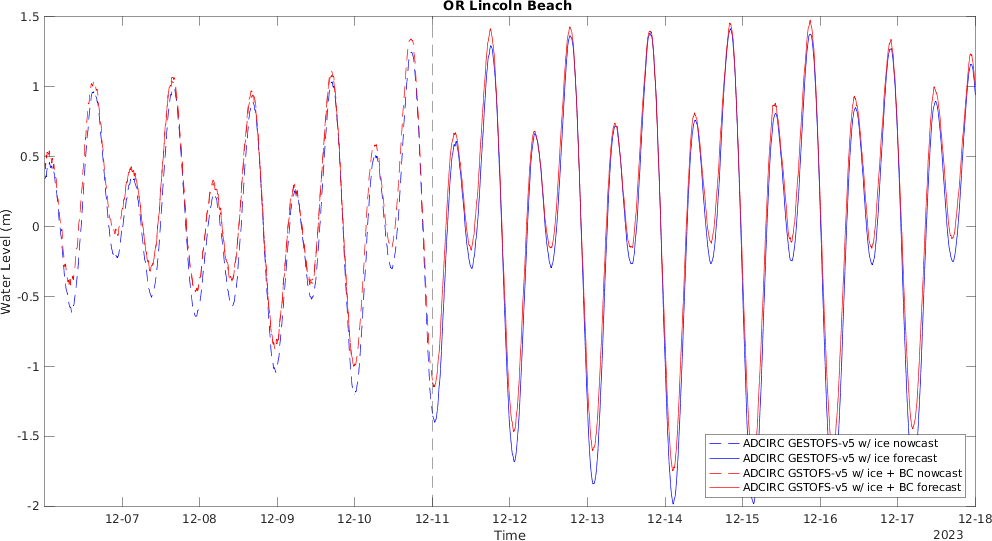 OR Lincoln Beach
Water Level (m)
1.5
1
0.5
0
-0.5
-1
-1.5
-2
ADCIRC GESTOFS-v5 w/ ice nowcast
ADCIRC GESTOFS-v5 w/ ice forecast
ADCIRC GSTOFS-v5 w/ ice + BC nowcast
ADCIRC GSTOFS-v5 w/ ice + BC forecast
12-07 12-08 12-09 12-10 12-11 12-12 12-13 12-14 12-15 12-16 12-17 12-18
Time
2023